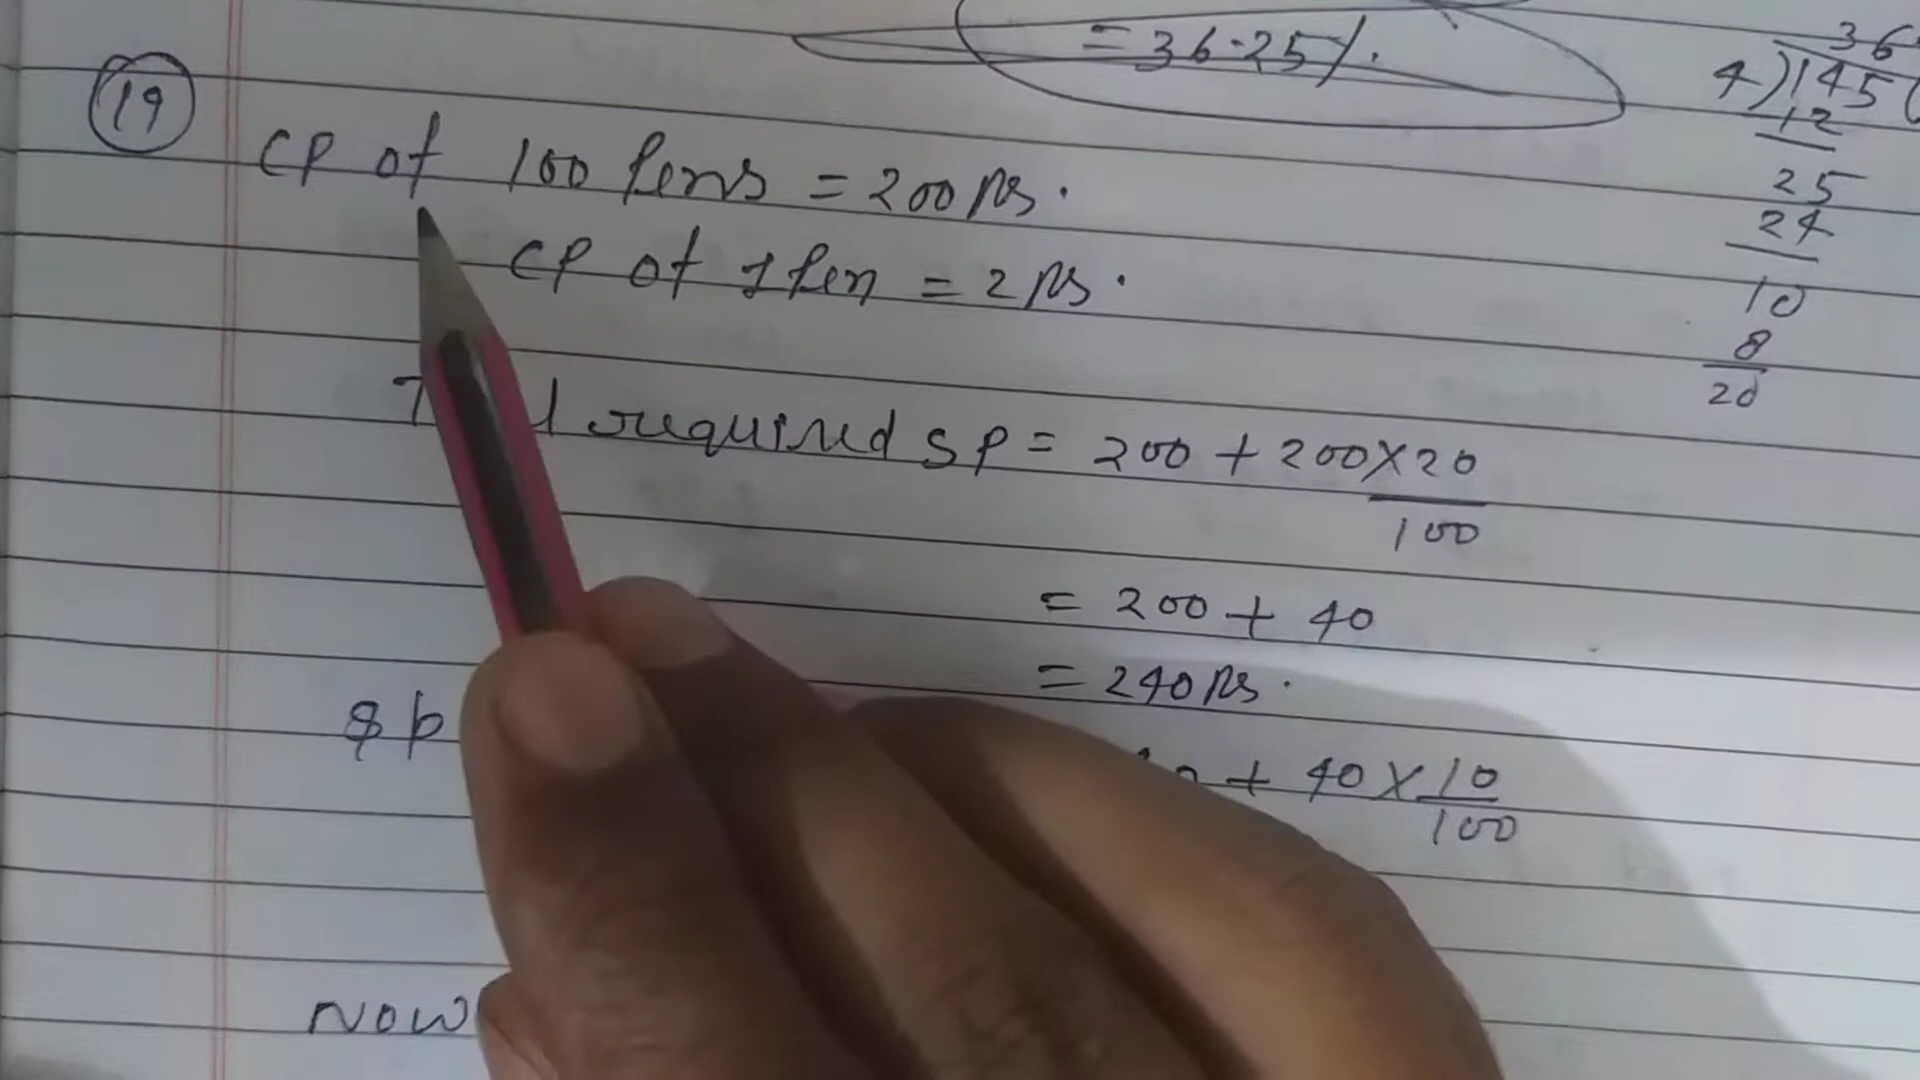 = 36.25%.
36
4)145(
12
25
24
10
8
20
19
CP of 100 Pens = 200 Rs.
CP of 1 Pen = 2 Rs.
required SP = 200 + 200×20
100
= 200 + 40
= 240 Rs.
SP + 40 × 10
100
NOW